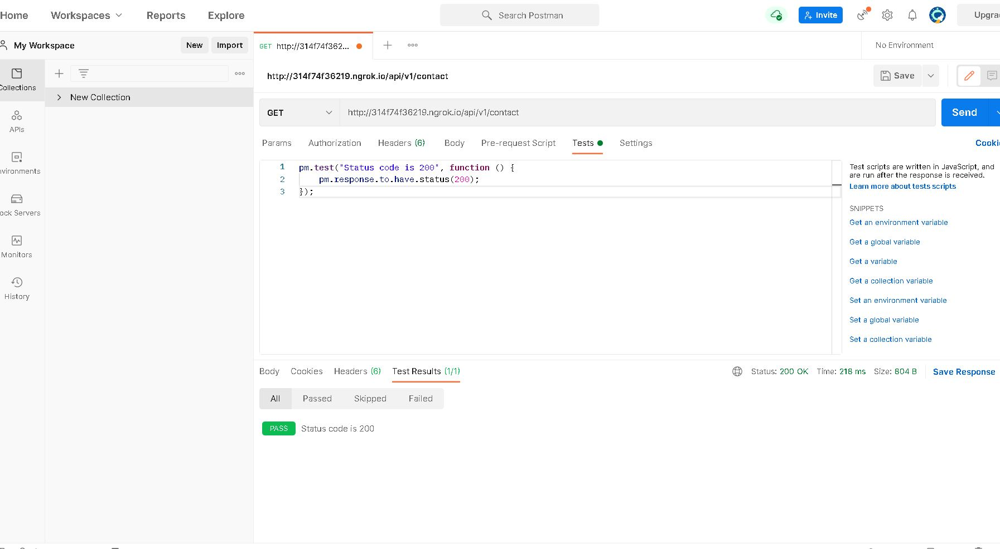 Home Workspaces Reports Explore Search Postman Invite
My Workspace New Import GET http://314f74f362... No Environment
http://314f74f36219.ngrok.io/api/v1/contact Save
New Collection
GET http://314f74f36219.ngrok.io/api/v1/contact Send
APIs
Monitors
History
Params Authorization Headers (6) Body Pre-request Script Tests Settings
1 pm.test("Status code is 200", function () {
2 pm.response.to.have.status(200);
3 });
Test scripts are written in JavaScript, and
are run after the response is received.
Learn more about tests scripts
SNIPPETS
Get an environment variable
Get a global variable
Get a variable
Get a collection variable
Set an environment variable
Set a global variable
Set a collection variable
Body Cookies Headers (6) Test Results (1/1) Status: 200 OK Time: 218 ms Size: 804 B Save Response
All Passed Skipped Failed
PASS Status code is 200